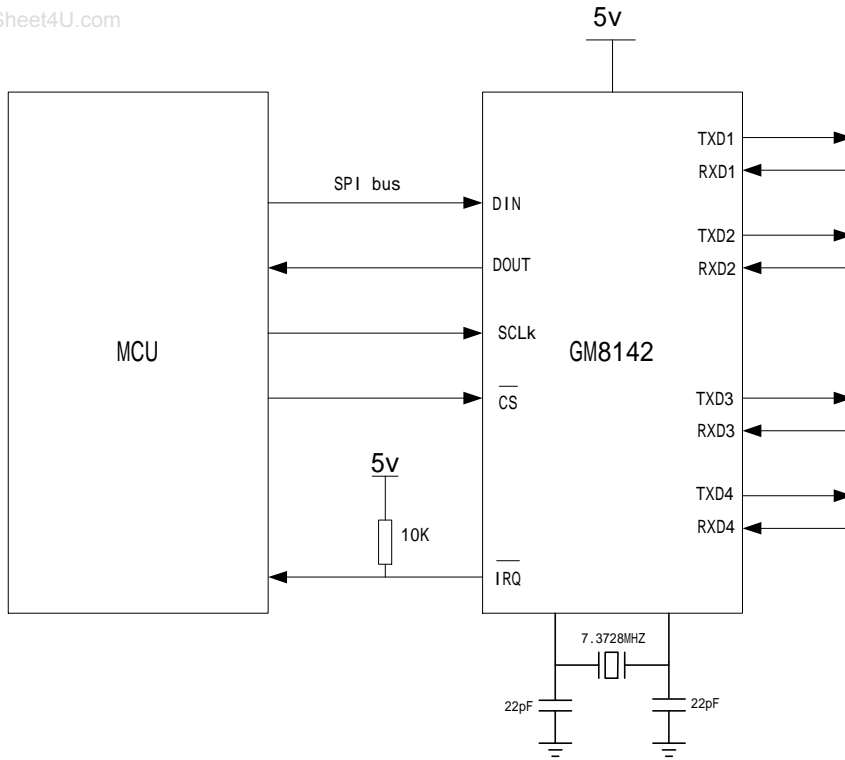 Sheet4U.com
5v
TXD1
RXD1
SPI bus
DIN
TXD2
DOUT
RXD2
SCLk
MCU
GM8142
CS
TXD3
RXD3
5v
TXD4
10K
RXD4
IRQ
7.3728MHZ
22pF
22pF